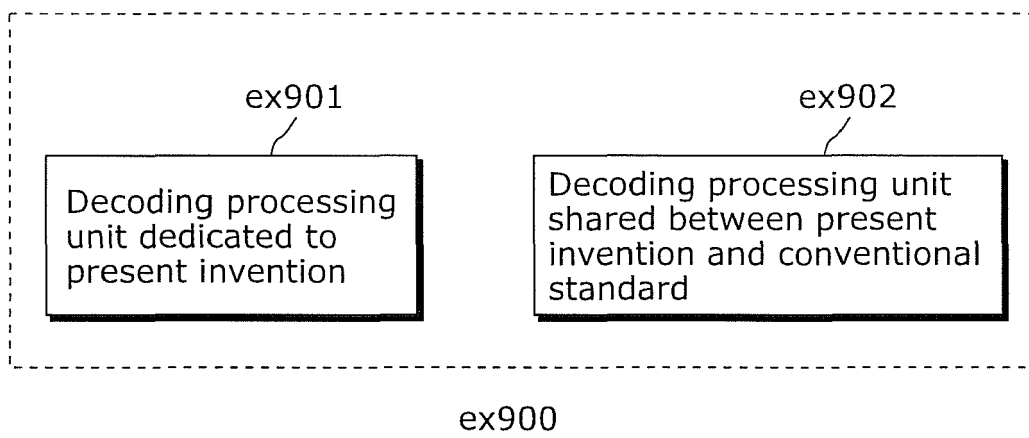 ex901
Decoding processing
unit dedicated to
present invention
ex902
Decoding processing unit
shared between present
invention and conventional
standard
ex900